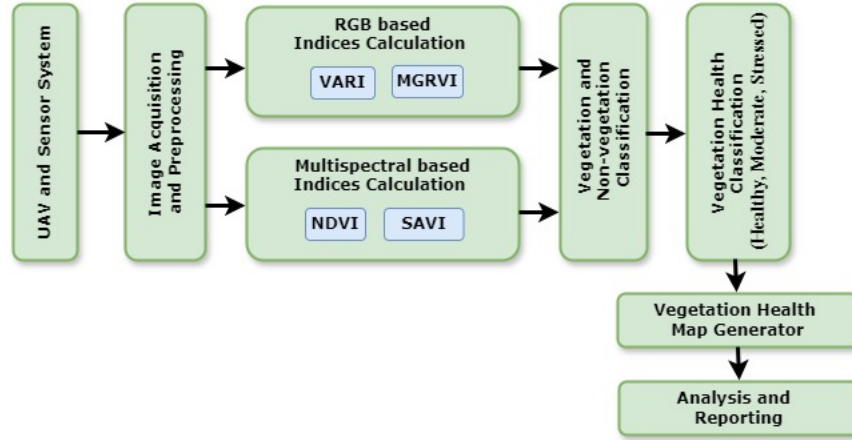 UAV and Sensor System
Image Acquisition
and Preprocessing
RGB based
Indices Calculation
VARI
MGRVI
Multispectral based
Indices Calculation
NDVI
SAVI
Vegetation and
Non-vegetation
Classification
Vegetation Health
Classification
(Healthy, Moderate, Stressed)
Vegetation Health
Map Generator
Analysis and
Reporting